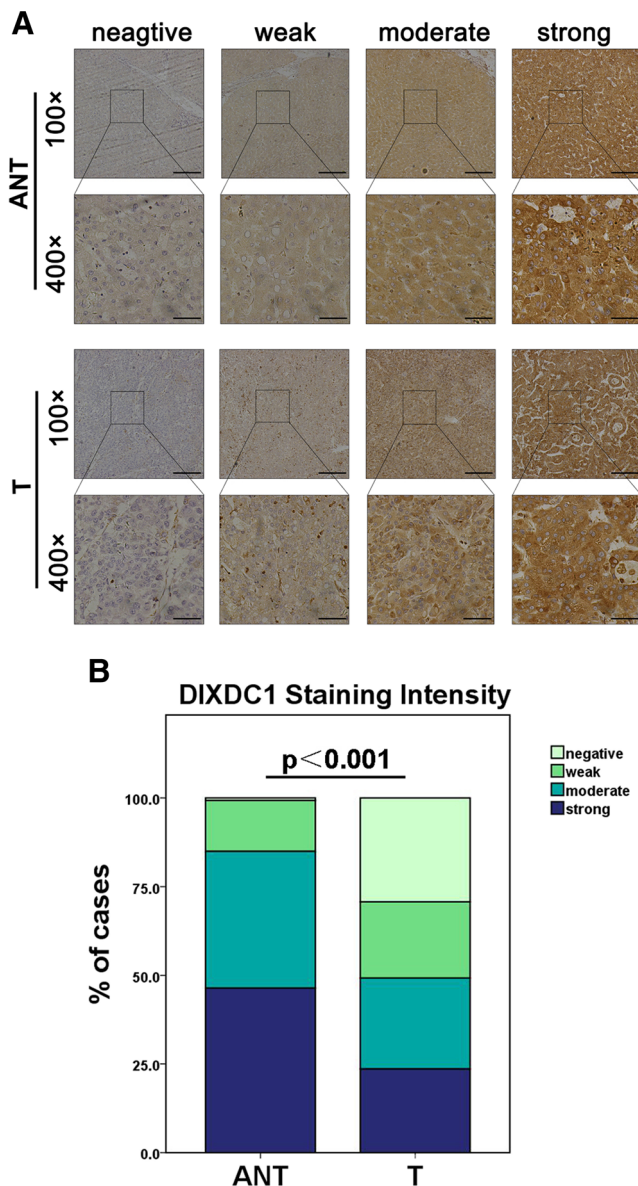 A
neagtive weak moderate strong
ANT
100×
400×
T
100×
400×
B
DIXDC1 Staining Intensity
p<0.001
negative
weak
moderate
strong
% of cases
100.0
75.0
50.0
25.0
0.0
ANT T